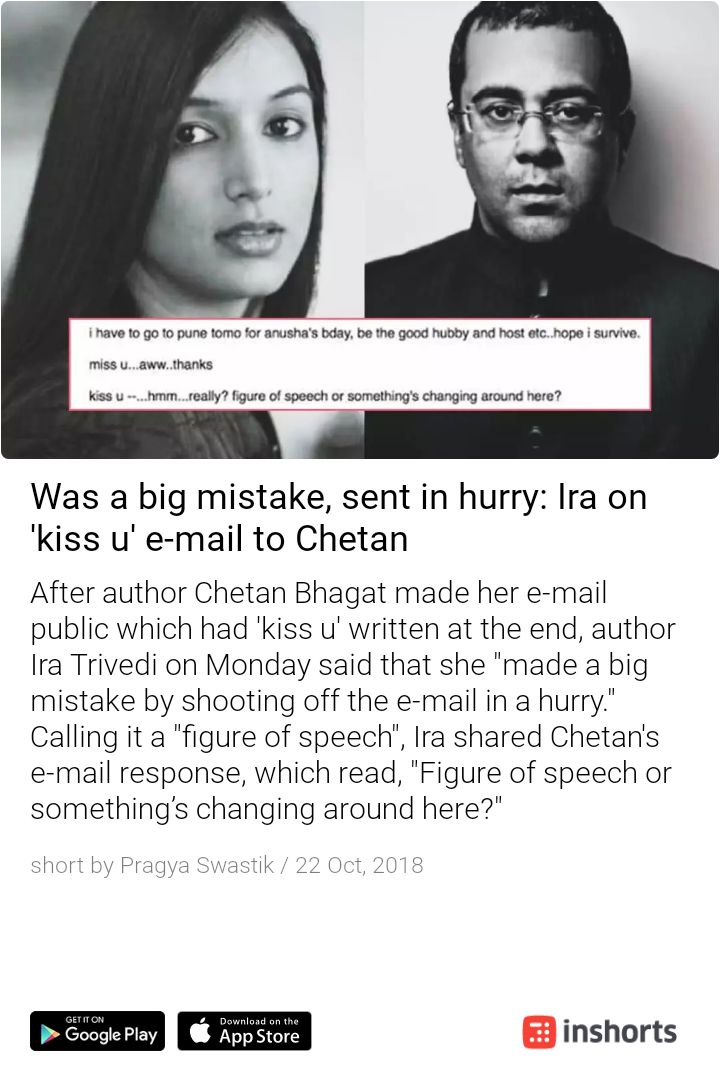 i have to go to pune tomo for anusha's bday, be the good hubby and host etc..hope i survive.
miss u...aww..thanks
kiss u --...hmm...really? figure of speech or something's changing around here?
Was a big mistake, sent in hurry: Ira on
'kiss u' e-mail to Chetan
After author Chetan Bhagat made her e-mail
public which had 'kiss u' written at the end, author
Ira Trivedi on Monday said that she "made a big
mistake by shooting off the e-mail in a hurry."
Calling it a "figure of speech", Ira shared Chetan's
e-mail response, which read, "Figure of speech or
something’s changing around here?"
short by Pragya Swastik / 22 Oct, 2018
GET IT ON
Google Play
Download on the
App Store
inshorts